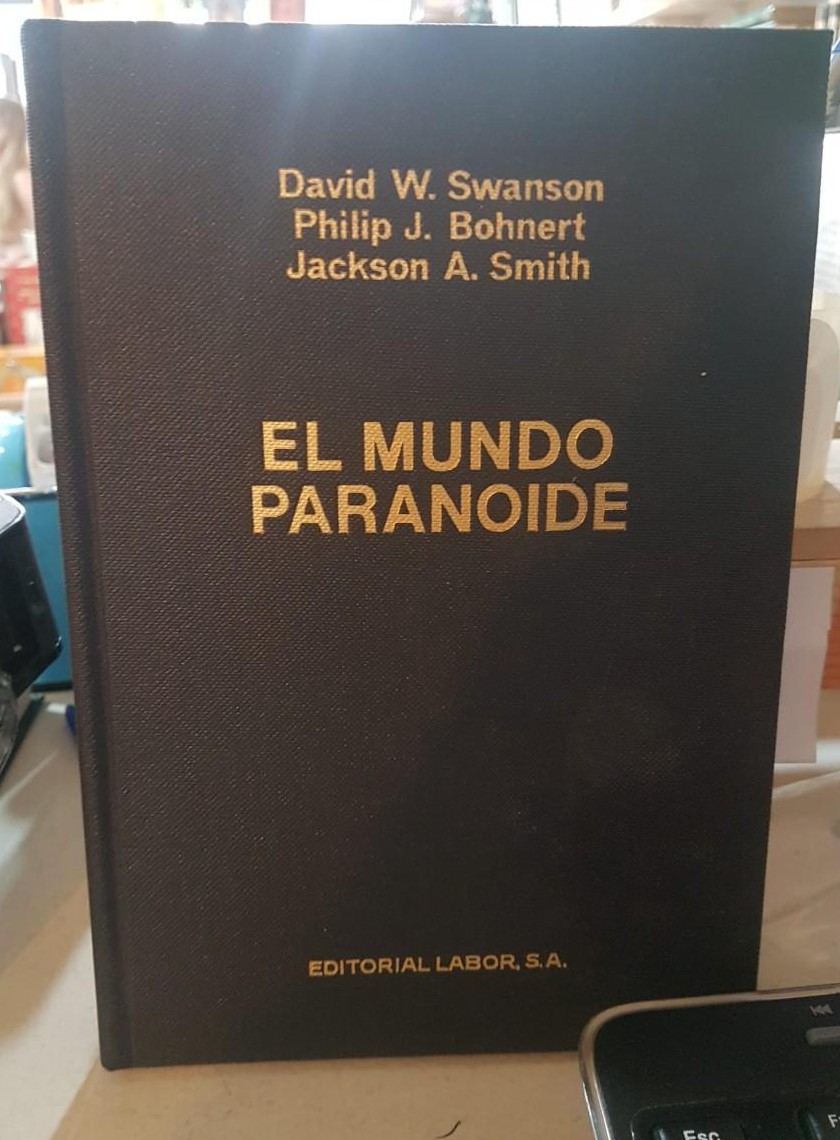 David W. Swanson
Philip J. Bohnert
Jackson A. Smith
EL MUNDO
PARANOIDE
EDITORIAL LABOR, S.A.
Esc